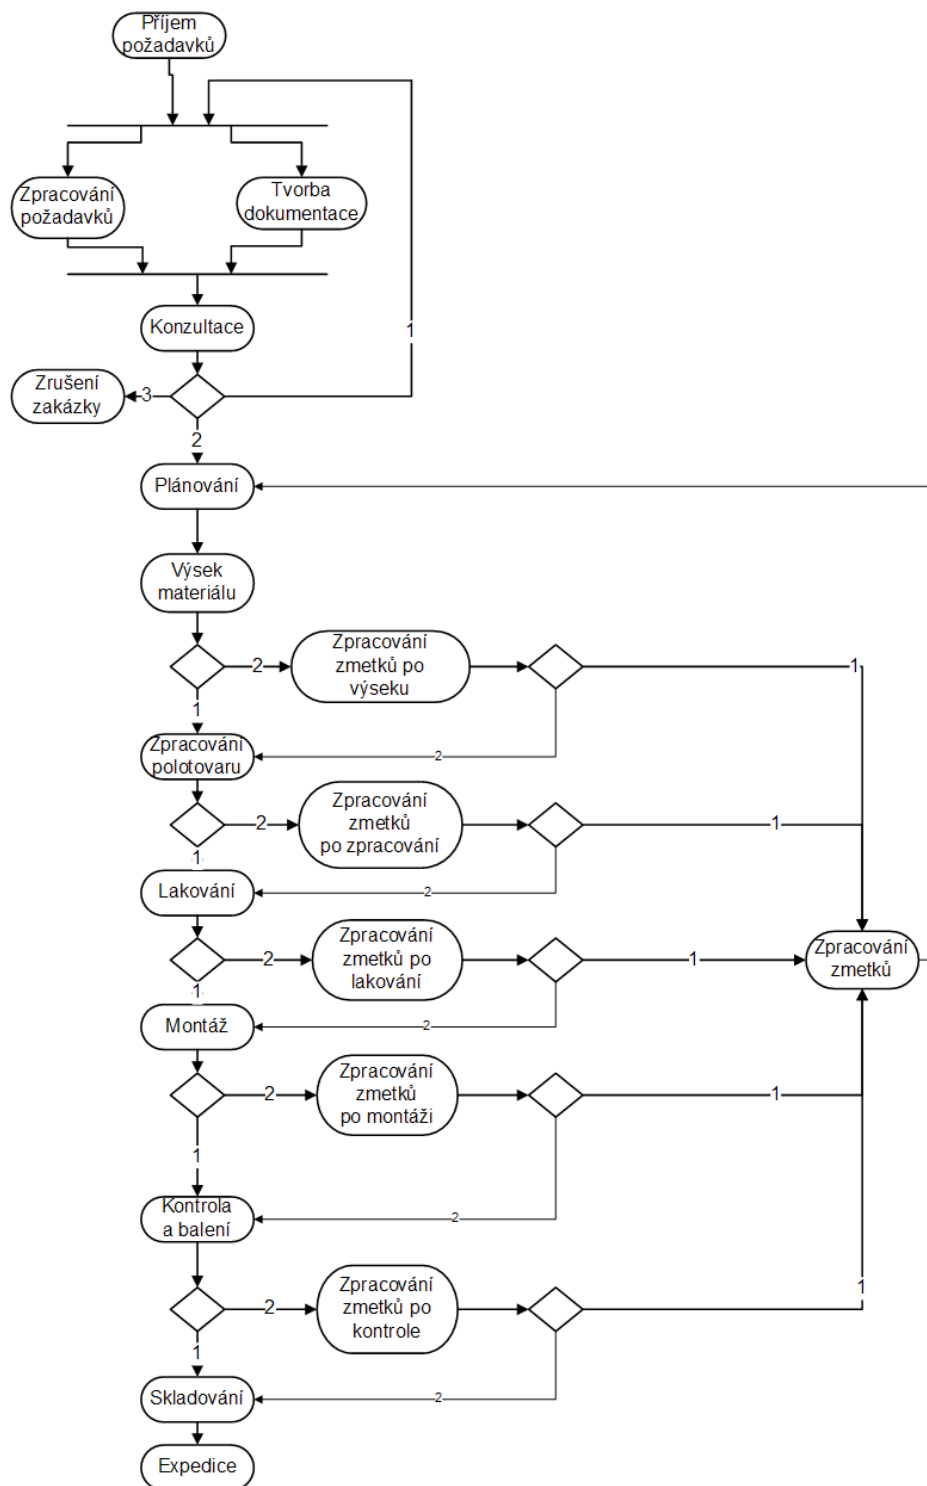 Příjem
požadavků
Zpracování
požadavků
Tvorba
dokumentace
Konzultace
1
Zrušení
zakázky
3
2
Plánování
Výsek
materiálu
2
Zpracování
zmetků po
výseku
1
1
Zpracování
polotovaru
2
2
Zpracování
zmetků
po zpracování
1
1
Lakování
2
2
Zpracování
zmetků po
lakování
1
Zpracování
zmetků
1
Montáž
2
2
Zpracování
zmetků
po montáži
1
1
Kontrola
a balení
2
2
Zpracování
zmetků po
kontrole
1
1
Skladování
2
Expedice